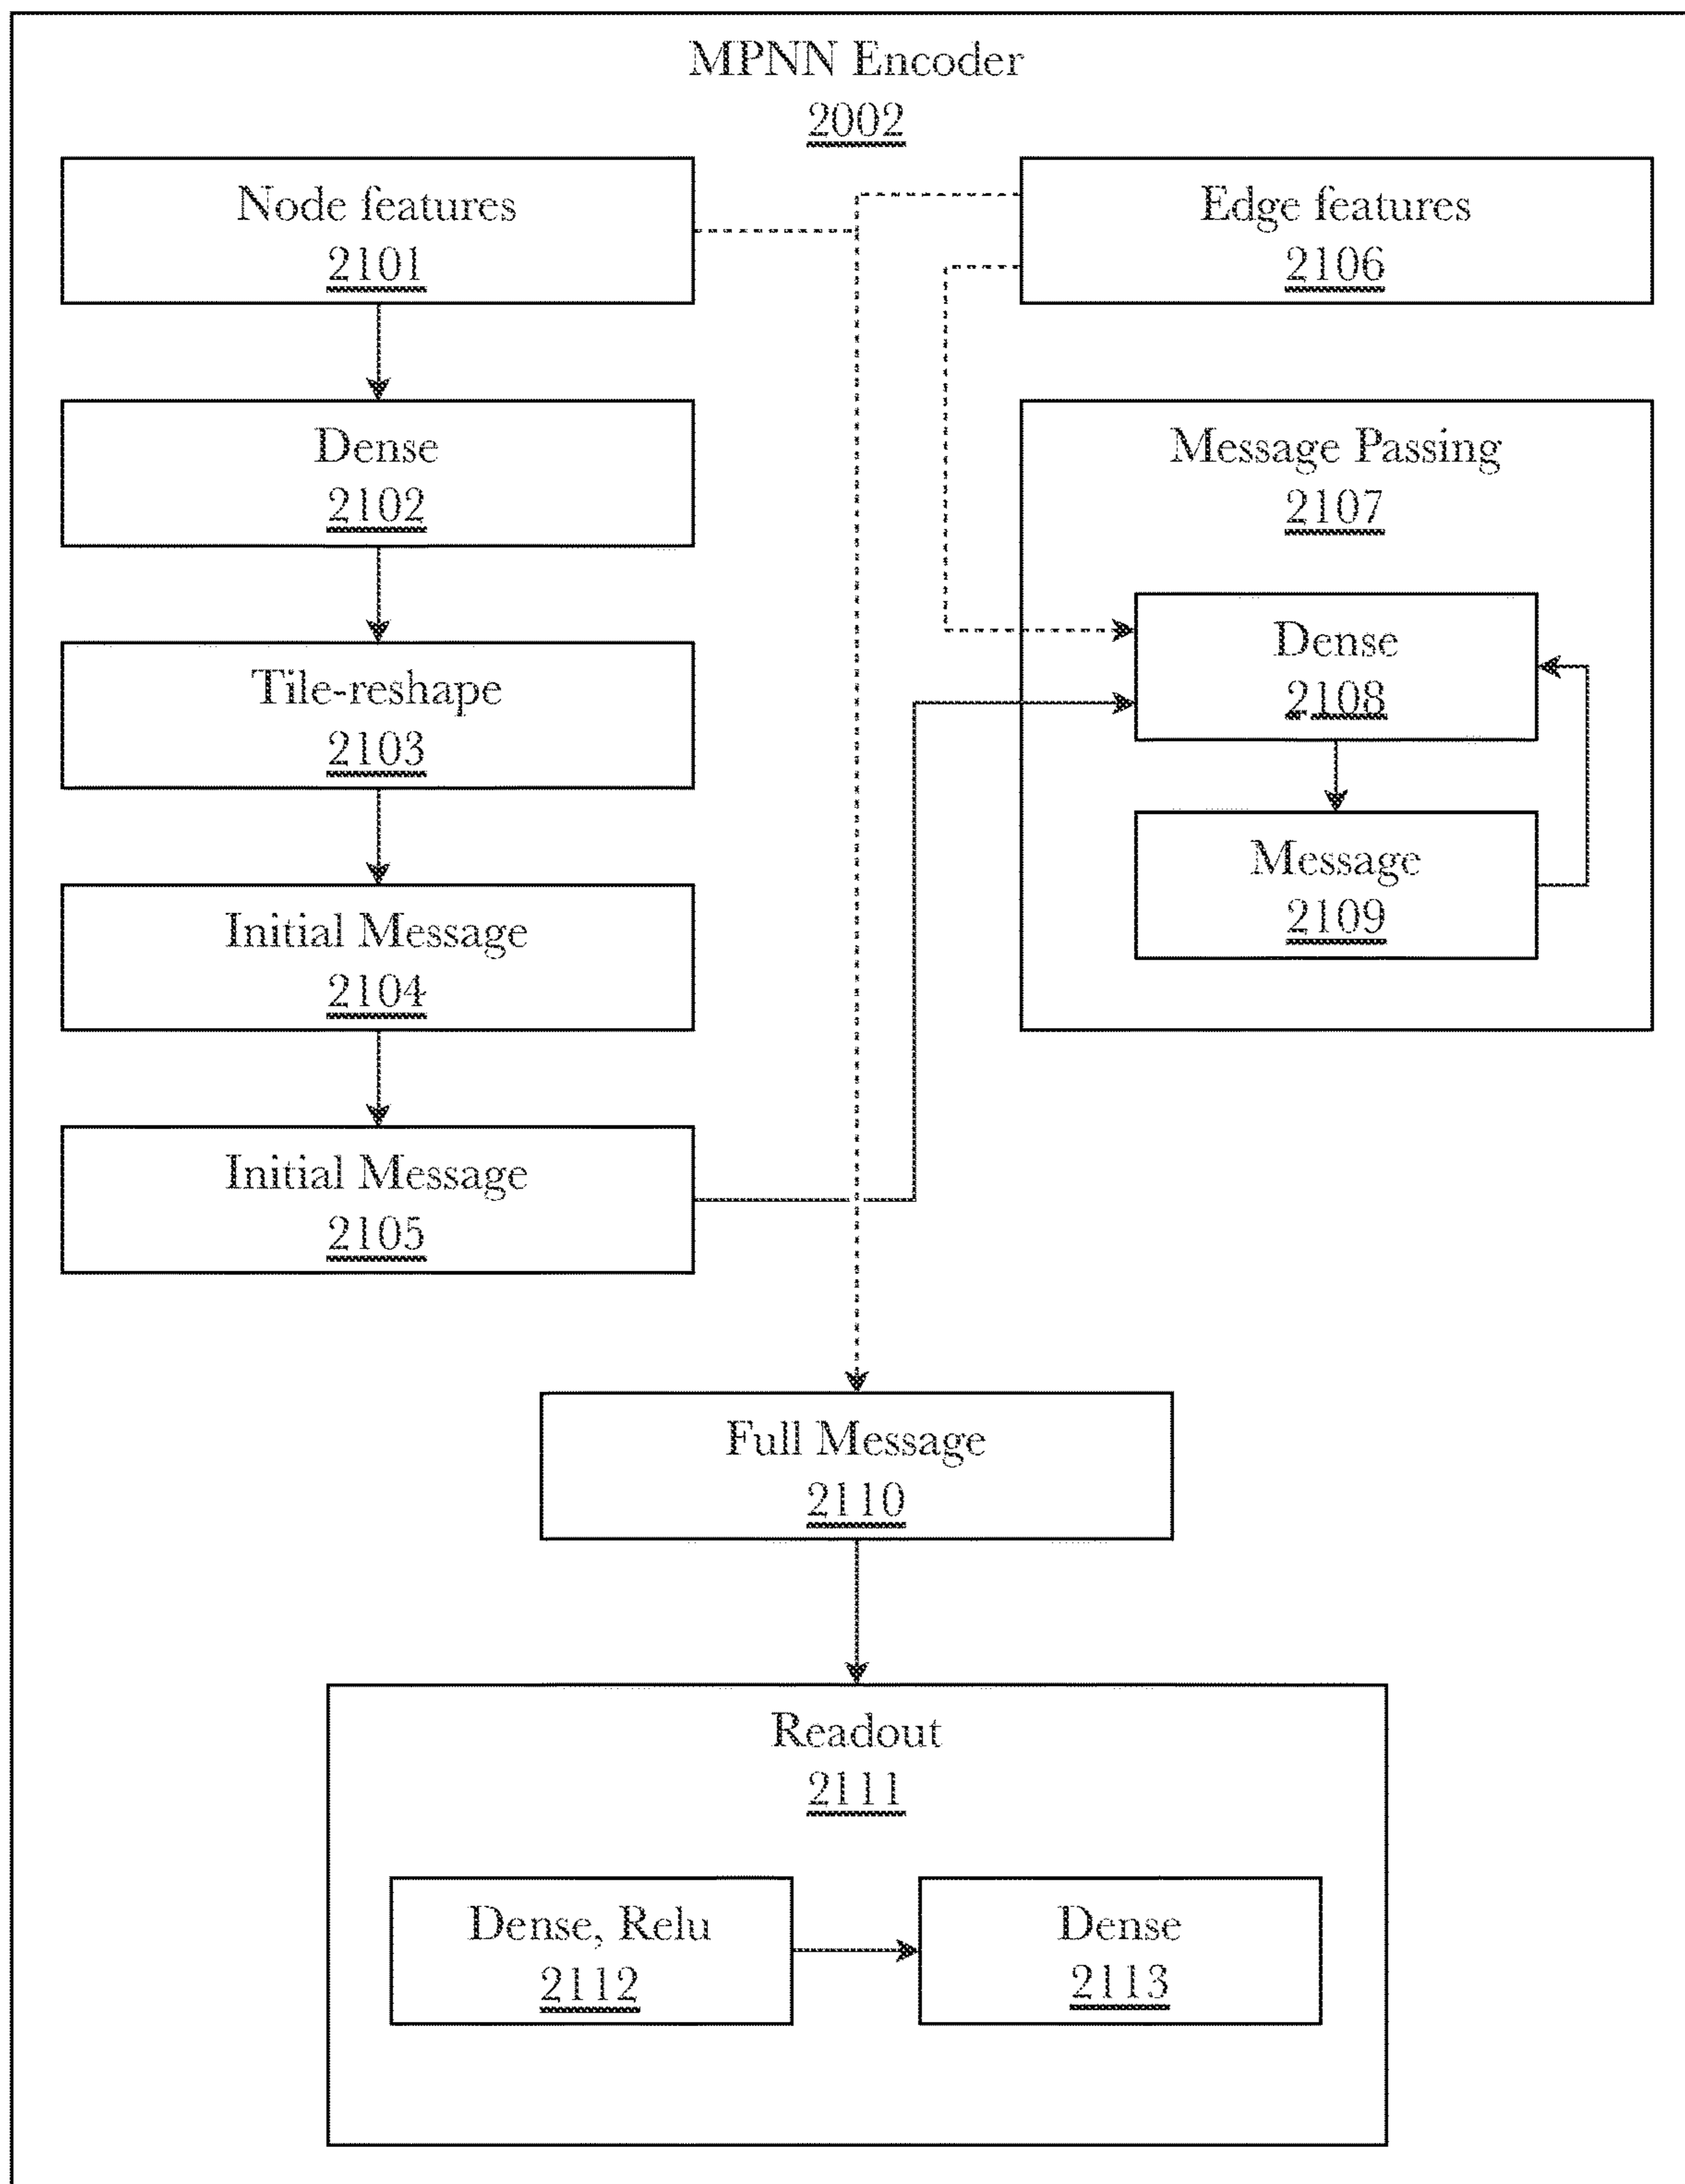 MPNN Encoder
2002
Node features
2101
Edge features
2106
Dense
2102
Message Passing
2107
Tile-reshape
2103
Dense
2108
Initial Message
2104
Message
2109
Initial Message
2105
Full Message
2110
Readout
2111
Dense, Relu
2112
Dense
2113